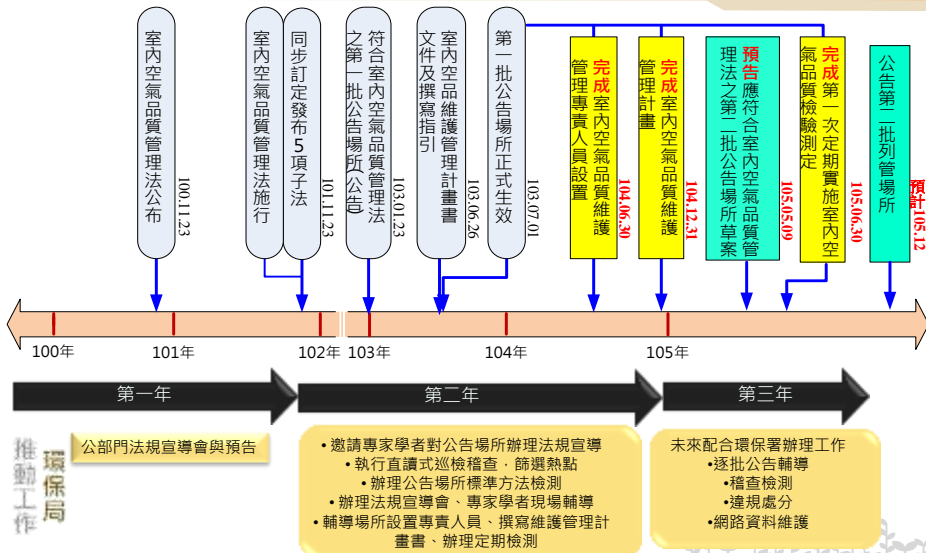 室內空氣品質管理法公布
100.11.23
室內空氣品質管理法施行
同步訂定發布5項子法
101.11.23
符合室內空氣品質管理法
之第一批公告場所(公告)
103.01.23
室內空品維護管理計畫書
文件及撰寫指引
103.06.26
第一批公告場所正式生效
103.07.01
完成室內空氣品質維護
管理專責人員設置
104.06.30
完成室內空氣品質維護
管理計畫
104.12.31
預告應符合室內空氣品質管
理法之第二批公告場所草案
105.05.09
完成第一次定期實施室內空
氣品質檢驗測定
105.06.30
公告第二批列管場所
預計105.12
100年
101年
102年
103年
104年
105年
第一年
第二年
第三年
推動工作
環保局
公部門法規宣導會與預告
•邀請專家學者對公告場所辦理法規宣導
•執行直讀式巡檢稽查,篩選熱點
•辦理公告場所標準方法檢測
•辦理法規宣導會、專家學者現場輔導
•輔導場所設置專責人員、撰寫維護管理計
畫書、辦理定期檢測
未來配合環保署辦理工作
•逐批公告輔導
•稽查檢測
•違規處分
•網路資料維護